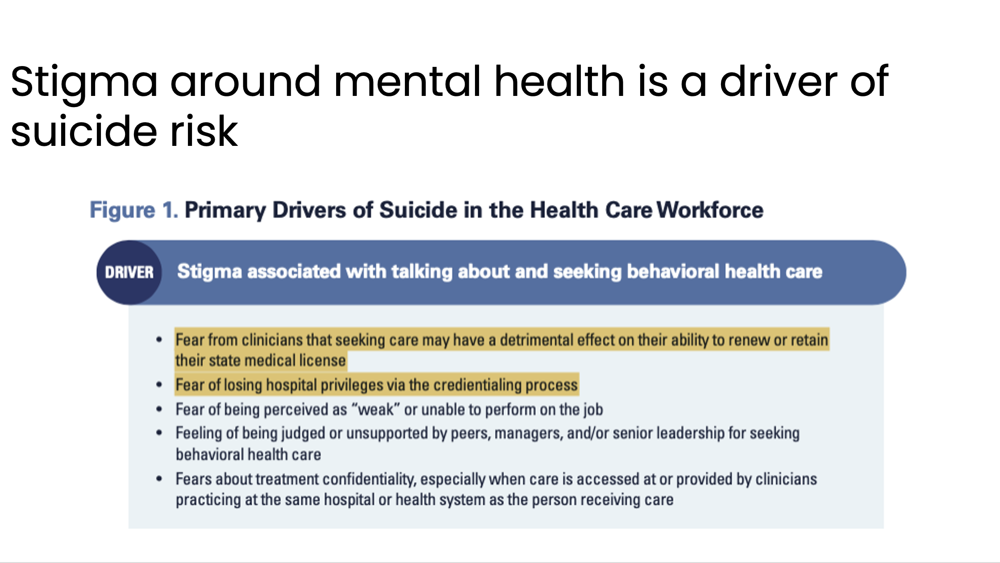 Stigma around mental health is a driver of
suicide risk
Figure 1. Primary Drivers of Suicide in the Health Care Workforce
DRIVER Stigma associated with talking about and seeking behavioral health care
• Fear from clinicians that seeking care may have a detrimental effect on their ability to renew or retain
their state medical license
• Fear of losing hospital privileges via the credientialing process
• Fear of being perceived as “weak” or unable to perform on the job
• Feeling of being judged or unsupported by peers, managers, and/or senior leadership for seeking
behavioral health care
• Fears about treatment confidentiality, especially when care is accessed at or provided by clinicians
practicing at the same hospital or health system as the person receiving care